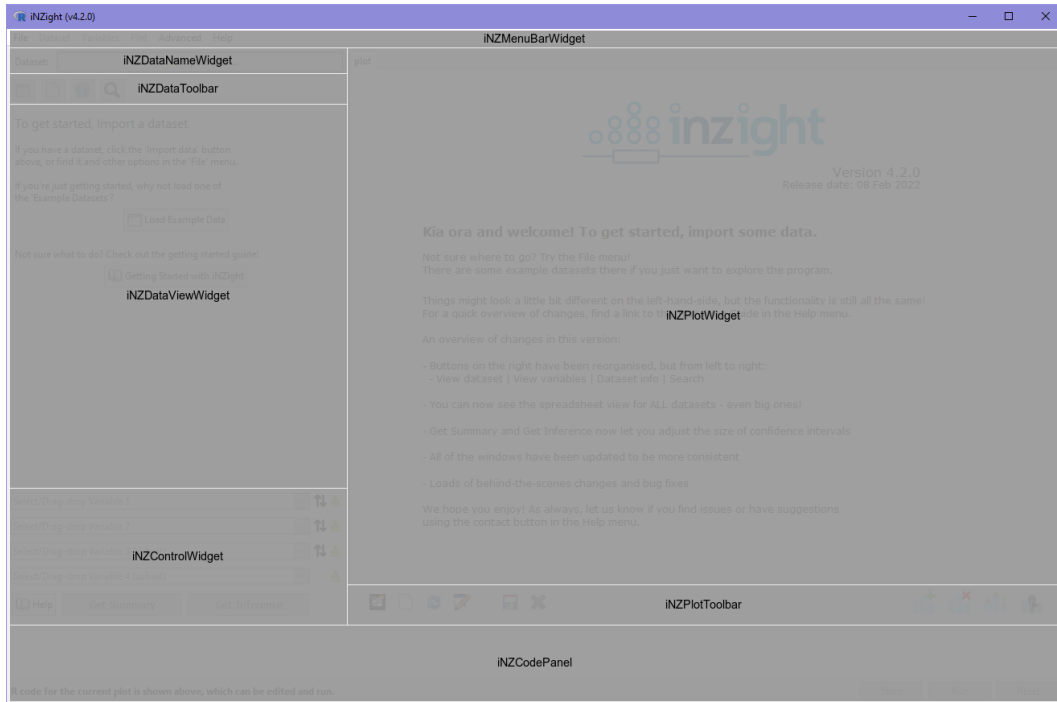 iNZight (v4.2.0)
File Dataset Variables Plot Advanced Help
iNZMenuBarWidget
Dataset:
iNZDataNameWidget
plot
iNZDataToolbar
To get started, import a dataset
If you have a dataset, click the 'Import data' button
above, or find it and other options in the 'File' menu.
If you're just getting started, why not load one of
the 'Example Datasets'?
Load Example Data
Not sure what to do? Check out the getting started guide!
Getting Started with iNZight
iNZDataViewWidget
inzight
Version 4.2.0
Release date: 08 Feb 2022
Kia ora and welcome! To get started, import some data.
Not sure where to go? Try the File menu!
There are some example datasets there if you just want to explore the program.
Things might look a little bit different on the left-hand-side, but the functionality is still all the same!
For a quick overview of changes, find a link to in the Help menu.
iNZPlotWidget
An overview of changes in this version:
- Buttons on the right have been reorganised, but from left to right:
- View dataset | View variables | Dataset info | Search
- You can now see the spreadsheet view for ALL datasets - even big ones!
- Get Summary and Get Inference now let you adjust the size of confidence intervals
- All of the windows have been updated to be more consistent
- Loads of behind-the-scenes changes and bug fixes
We hope you enjoy! As always, let us know if you find issues or have suggestions
using the contact button in the Help menu.
Select/Drag-drop Variable 1
Select/Drag-drop Variable 2
Select/Drag-drop Variable
iNZControlWidget
Select/Drag-drop Variable 4 (subset)
Help Get Summary Get Inference
iNZPlotToolbar
iNZCodePanel
R code for the current plot is shown above, which can be edited and run.